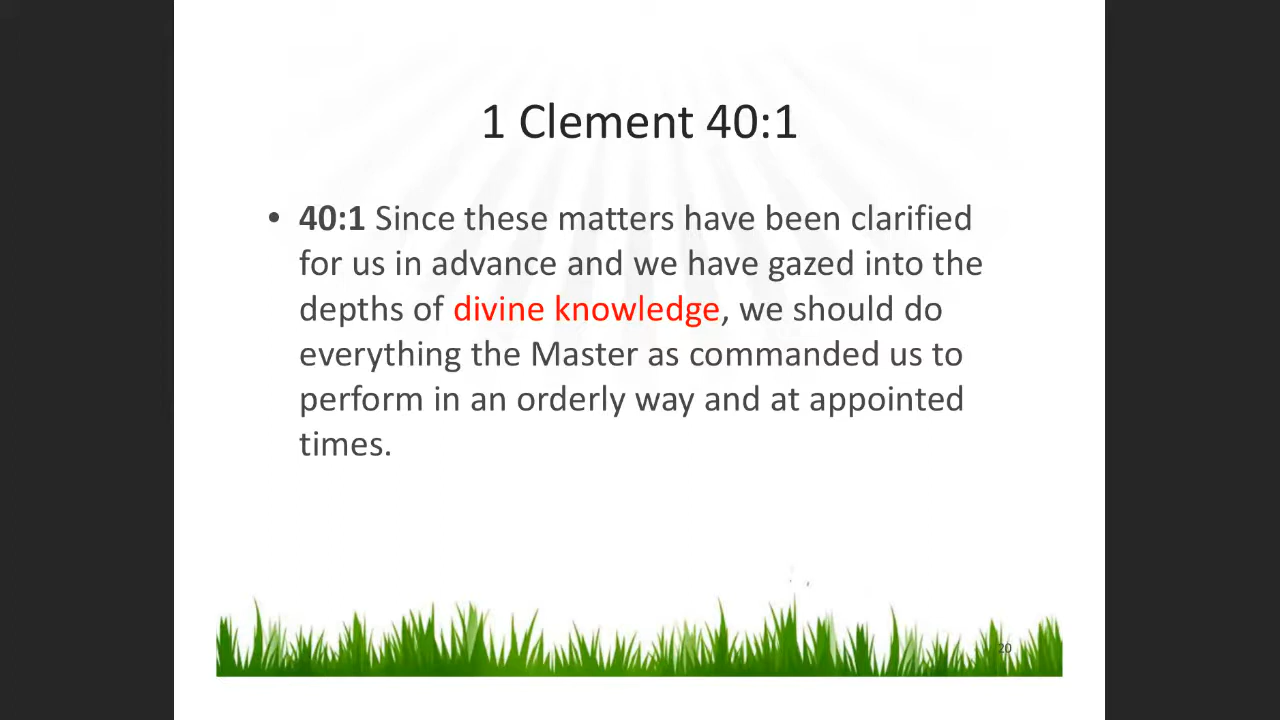 1 Clement 40:1
• 40:1 Since these matters have been clarified
for us in advance and we have gazed into the
depths of divine knowledge, we should do
everything the Master as commanded us to
perform in an orderly way and at appointed
times.
20